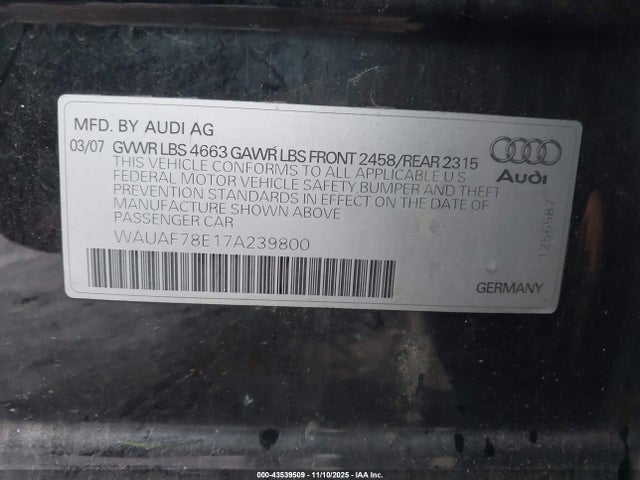 MFD. BY AUDI AG
03/07 GVWR LBS 4663 GAWR LBS FRONT 2458/REAR 2315
THIS VEHICLE CONFORMS TO ALL APPLICABLE U S
FEDERAL MOTOR VEHICLE SAFETY, BUMPER AND THEFT
PREVENTION STANDARDS IN EFFECT ON THE DATE OF
MANUFACTURE SHOWN ABOVE
PASSENGER CAR
WAUAF78E17A239800
Audi
1256587
GERMANY
000-43539509 — 11/10/2025 — IAA Inc.